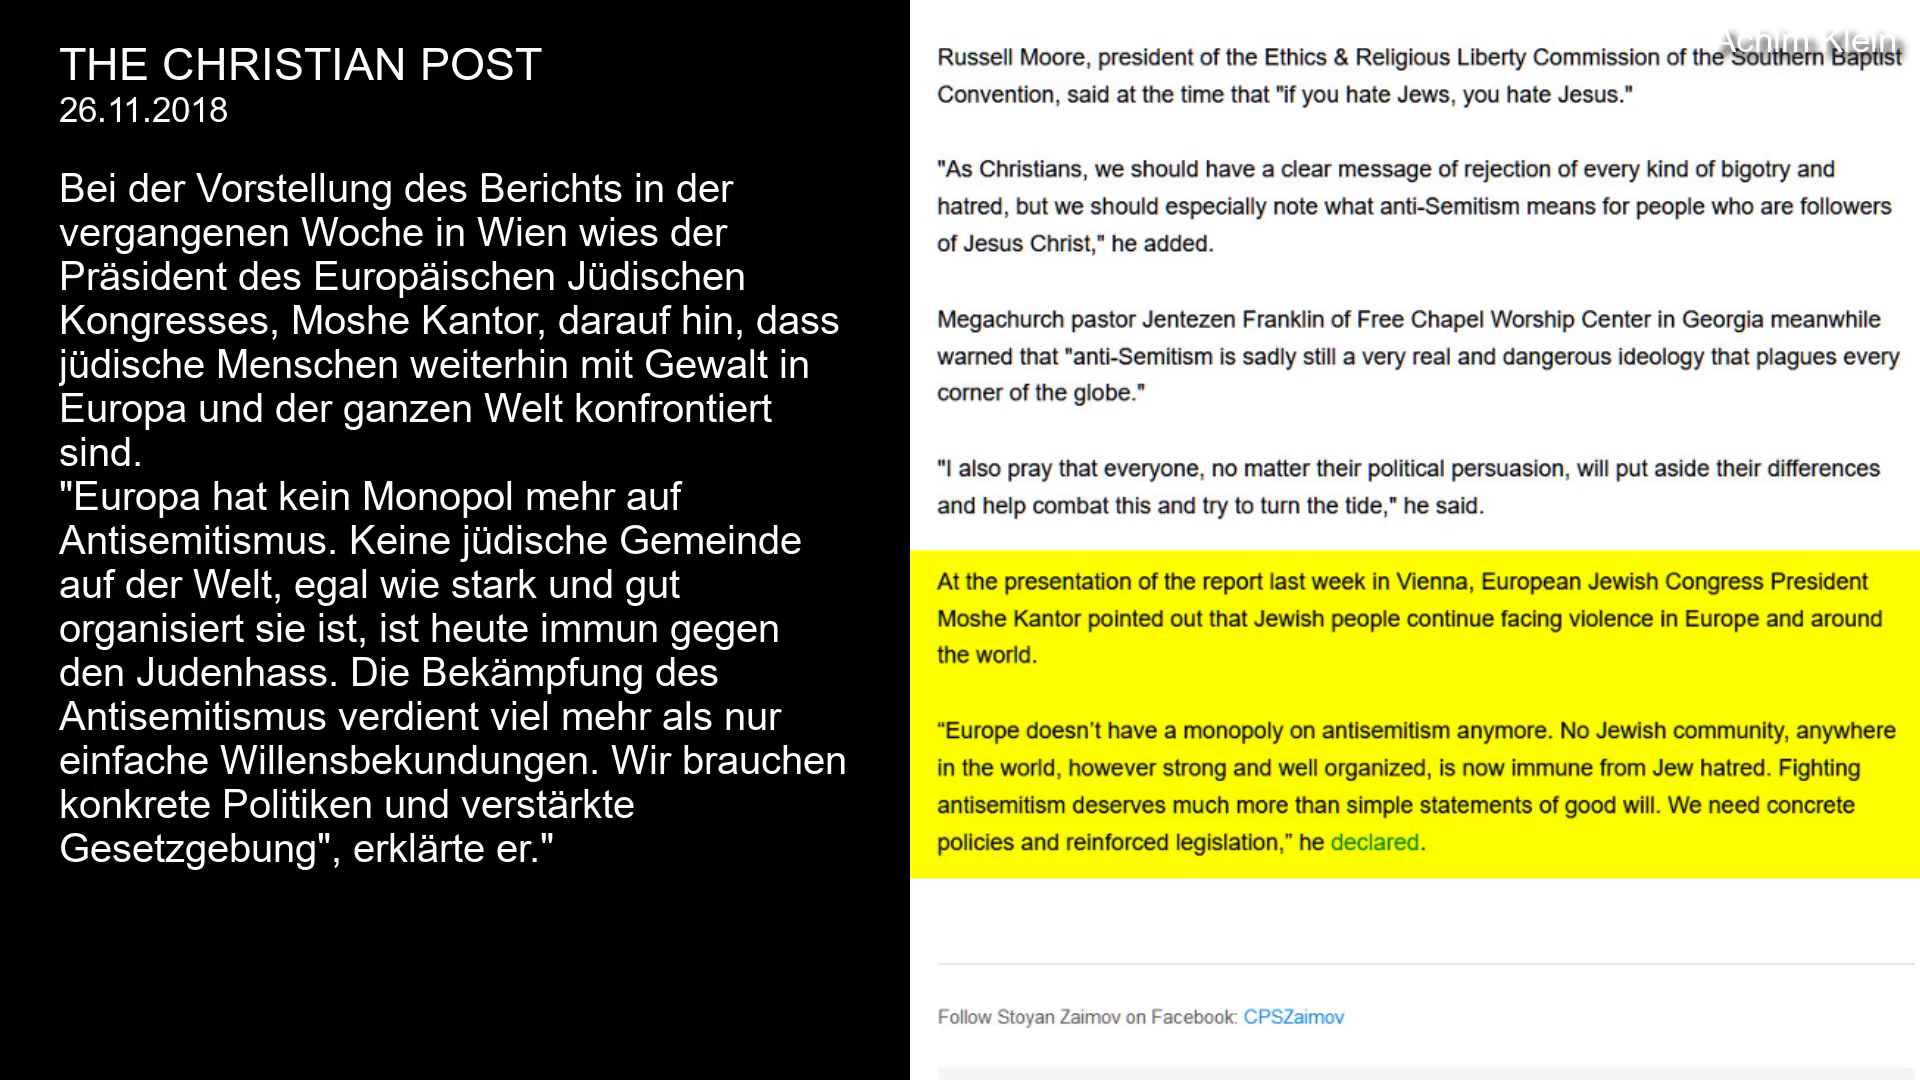 THE CHRISTIAN POST
26.11.2018
Bei der Vorstellung des Berichts in der
vergangenen Woche in Wien wies der
Präsident des Europäischen Jüdischen
Kongresses, Moshe Kantor, darauf hin, dass
jüdische Menschen weiterhin mit Gewalt in
Europa und der ganzen Welt konfrontiert
sind.
"Europa hat kein Monopol mehr auf
Antisemitismus. Keine jüdische Gemeinde
auf der Welt, egal wie stark und gut
organisiert sie ist, ist heute immun gegen
den Judenhass. Die Bekämpfung des
Antisemitismus verdient viel mehr als nur
einfache Willensbekundungen. Wir brauchen
konkrete Politiken und verstärkte
Gesetzgebung", erklärte er."
Achim Klein
Russell Moore, president of the Ethics & Religious Liberty Commission of the Southern Baptist
Convention, said at the time that "if you hate Jews, you hate Jesus."
"As Christians, we should have a clear message of rejection of every kind of bigotry and
hatred, but we should especially note what anti-Semitism means for people who are followers
of Jesus Christ," he added.
Megachurch pastor Jentezen Franklin of Free Chapel Worship Center in Georgia meanwhile
warned that "anti-Semitism is sadly still a very real and dangerous ideology that plagues every
corner of the globe."
"I also pray that everyone, no matter their political persuasion, will put aside their differences
and help combat this and try to turn the tide," he said.
At the presentation of the report last week in Vienna, European Jewish Congress President
Moshe Kantor pointed out that Jewish people continue facing violence in Europe and around
the world.
“Europe doesn’t have a monopoly on antisemitism anymore. No Jewish community, anywhere
in the world, however strong and well organized, is now immune from Jew hatred. Fighting
antisemitism deserves much more than simple statements of good will. We need concrete
policies and reinforced legislation,” he declared.
Follow Stoyan Zaimov on Facebook: CPSZaimov